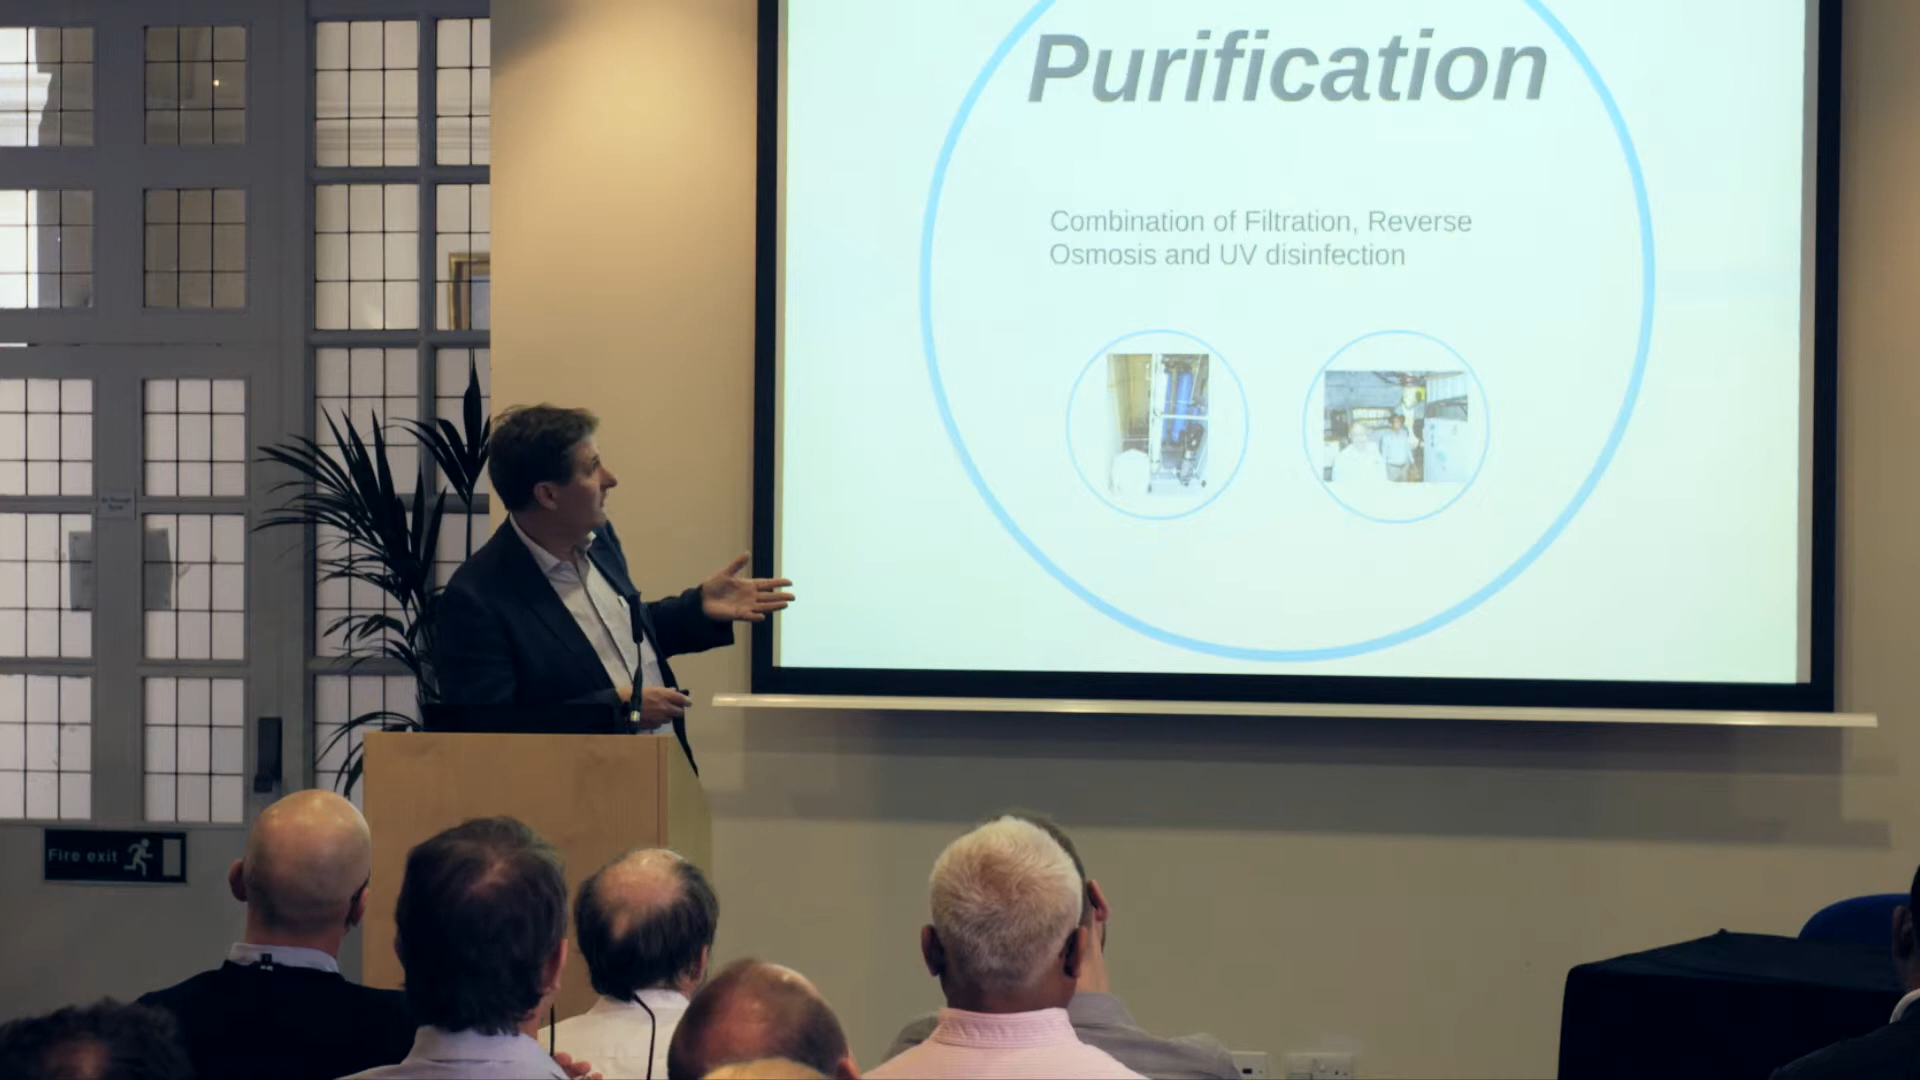 Purification
Combination of Filtration, Reverse
Osmosis and UV disinfection
Fire exit